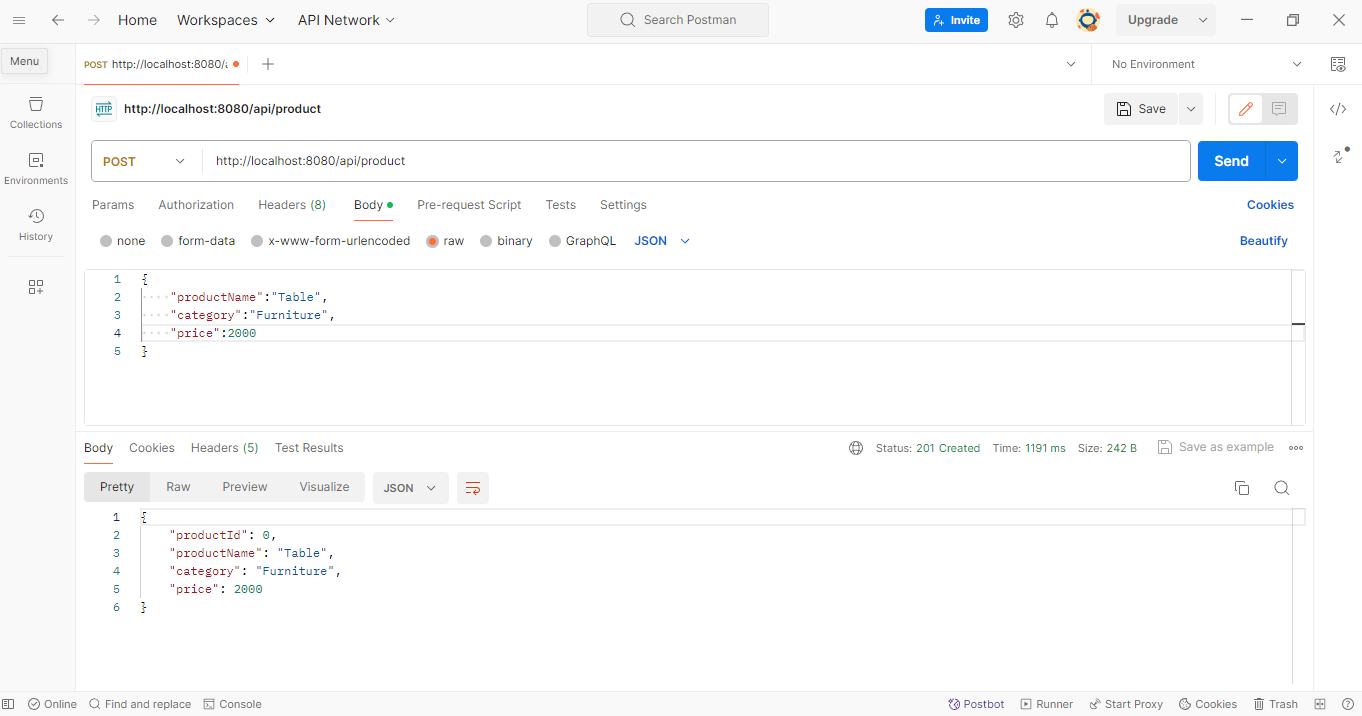 Home Workspaces API Network Search Postman Invite Upgrade
Menu
POST http://localhost:8080/a No Environment
HTTP http://localhost:8080/api/product Save
POST http://localhost:8080/api/product Send
Params Authorization Headers (8) Body Pre-request Script Tests Settings Cookies
none form-data x-www-form-urlencoded raw binary GraphQL JSON Beautify
Collections
Environments
History
1 {
2 "productName":"Table",
3 "category":"Furniture",
4 "price":2000
5 }
Body Cookies Headers (5) Test Results Status: 201 Created Time: 1191 ms Size: 242 B Save as example
Pretty Raw Preview Visualize JSON
1 {
2 "productId": 0,
3 "productName": "Table",
4 "category": "Furniture",
5 "price": 2000
6 }
Online Find and replace Console Postbot Runner Start Proxy Cookies Trash